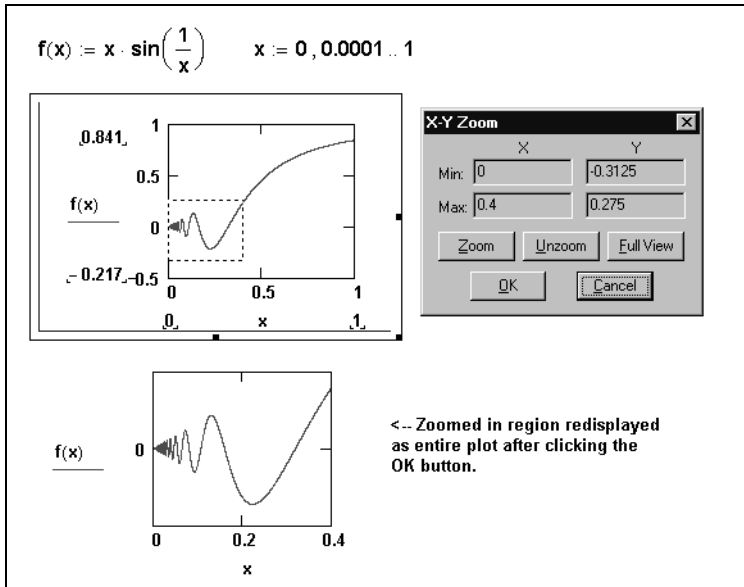 f(x) := x · sin(1/x)    x := 0 , 0.0001 .. 1
X-Y Zoom
X Y
Min: 0 -0.3125
Max: 0.4 0.275
Zoom Unzoom Full View
OK Cancel
0.841
1
0.5
f(x)
0
- 0.217
-0.5
0 0.5 1
0 x 1
f(x)
0
0 0.2 0.4
x
<-- Zoomed in region redisplayed
as entire plot after clicking the
OK button.